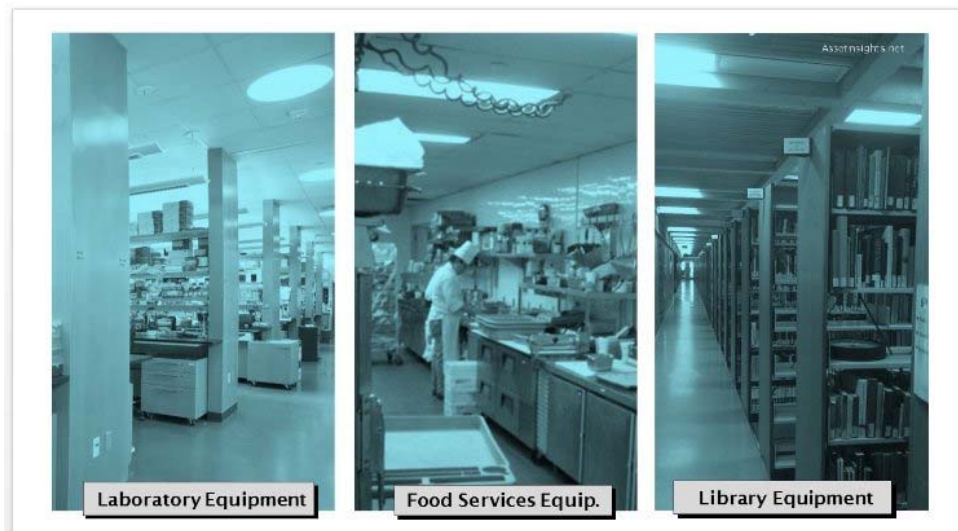 AssetInsights.net
Laboratory Equipment
Food Services Equip.
Library Equipment